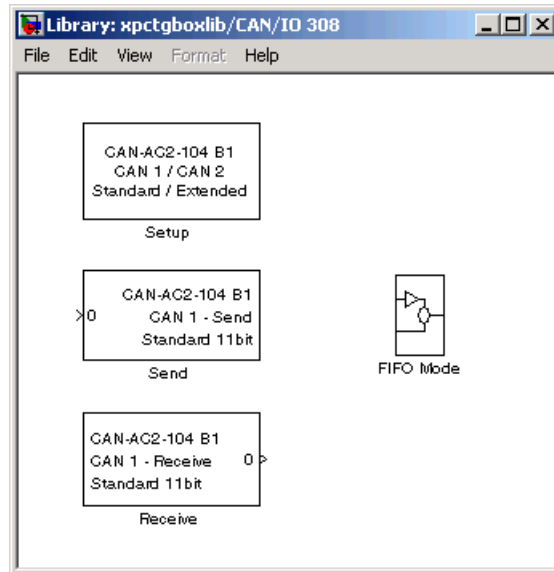 Library: xpctgboxlib/CAN/IO 308
File Edit View Format Help
CAN-AC2-104 B1
CAN 1 / CAN 2
Standard / Extended
Setup
CAN-AC2-104 B1
0 CAN 1 - Send
Standard 11bit
Send
FIFO Mode
CAN-AC2-104 B1
CAN 1 - Receive 0
Standard 11bit
Receive